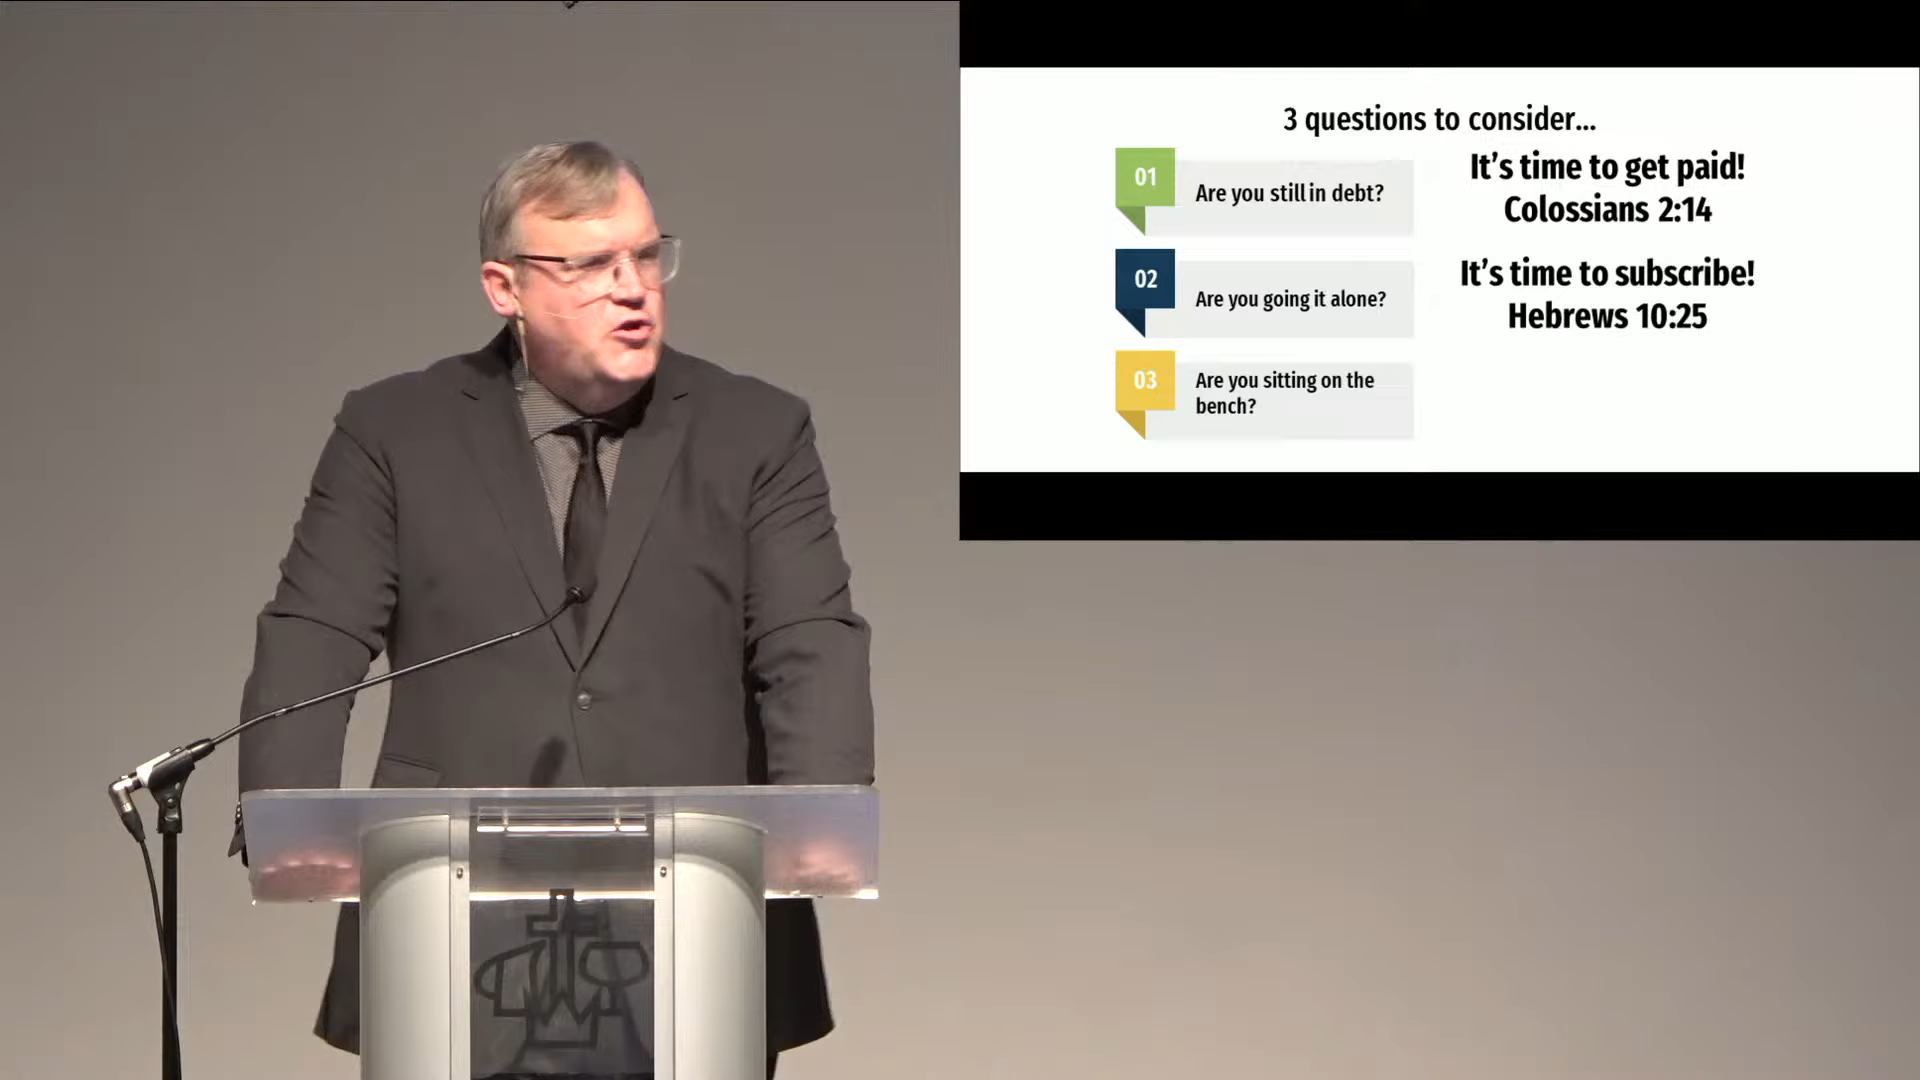 3 questions to consider...
01
Are you still in debt?
It's time to get paid!
Colossians 2:14
02
Are you going it alone?
It's time to subscribe!
Hebrews 10:25
03
Are you sitting on the
bench?